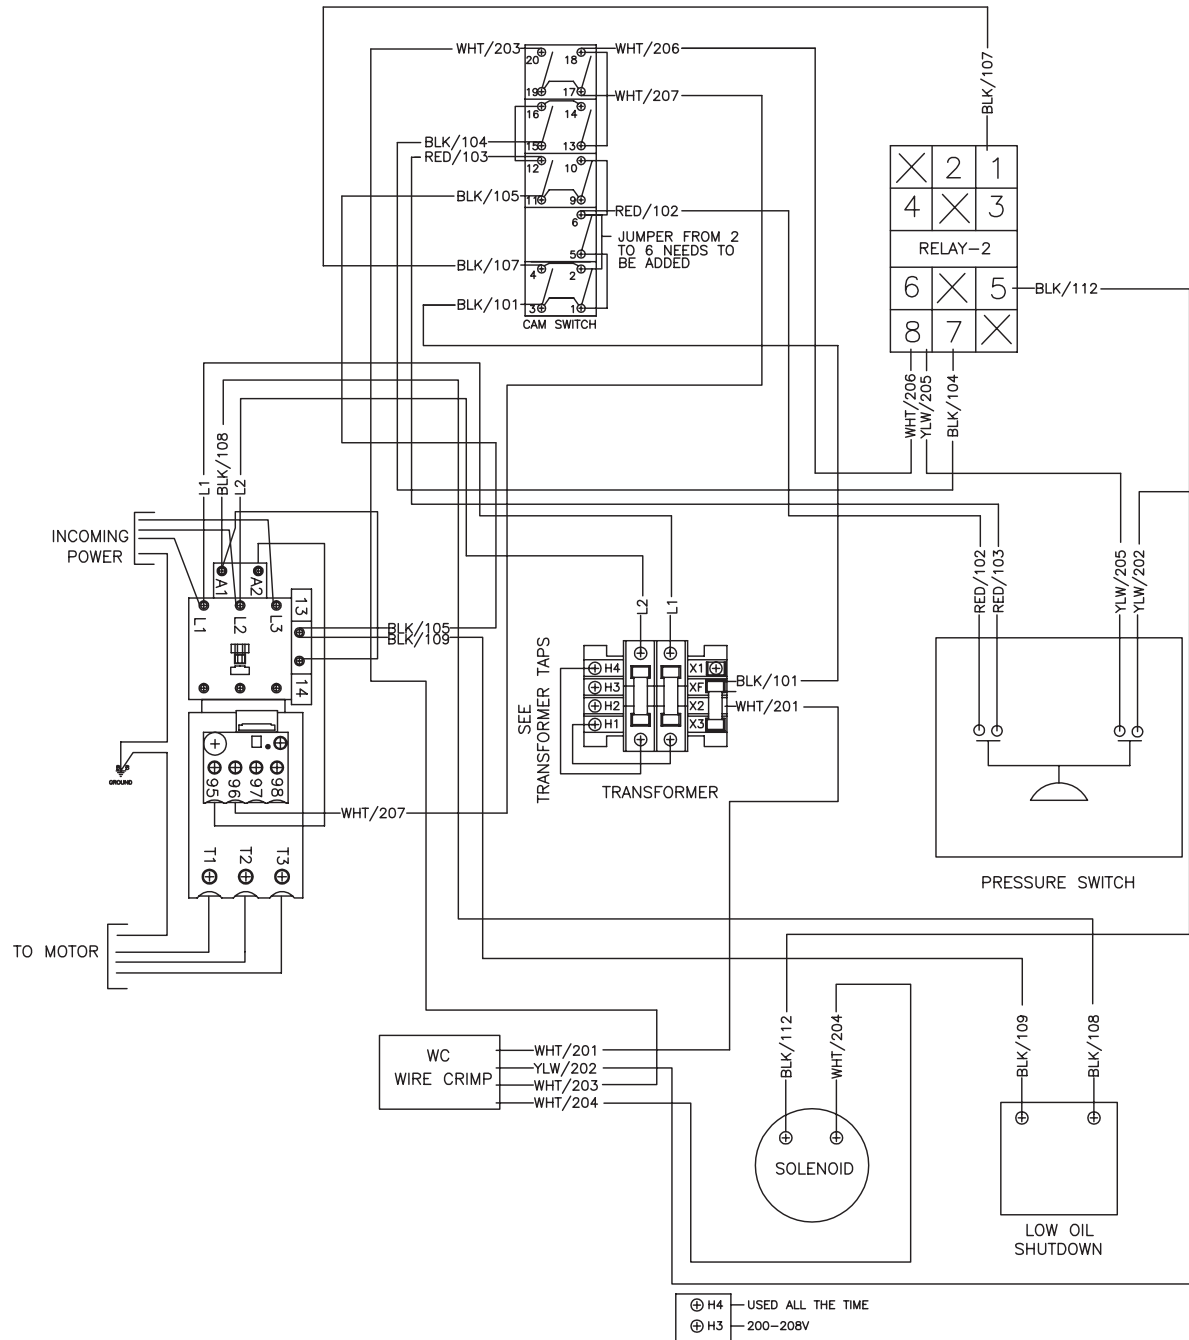 WHT/203
20
18
WHT/206
19
17
WHT/207
16
14
BLK/104
15
13
RED/103
12
10
BLK/105
11
9
6
RED/102
JUMPER FROM 2
TO 6 NEEDS TO
BE ADDED
5
BLK/107
4
2
BLK/101
3
1
CAM SWITCH
BLK/107
2
1
4
3
RELAY-2
6
5
BLK/112
8
7
WHT/206
YLW/205
BLK/104
L1
BLK/108
L2
INCOMING
POWER
A1
A2
13
L1
L2
L3
14
BLK/105
BLK/109
GROUND
95
96
97
98
WHT/207
T1
T2
T3
TO MOTOR
L2
L1
SEE
TRANSFORMER TAPS
H4
H3
H2
H1
X1
XF
X2
X3
BLK/101
WHT/201
TRANSFORMER
RED/102
RED/103
YLW/205
YLW/202
PRESSURE SWITCH
WC
WIRE CRIMP
WHT/201
YLW/202
WHT/203
WHT/204
BLK/112
WHT/204
SOLENOID
BLK/109
BLK/108
LOW OIL
SHUTDOWN
H4 USED ALL THE TIME
H3 200-208V